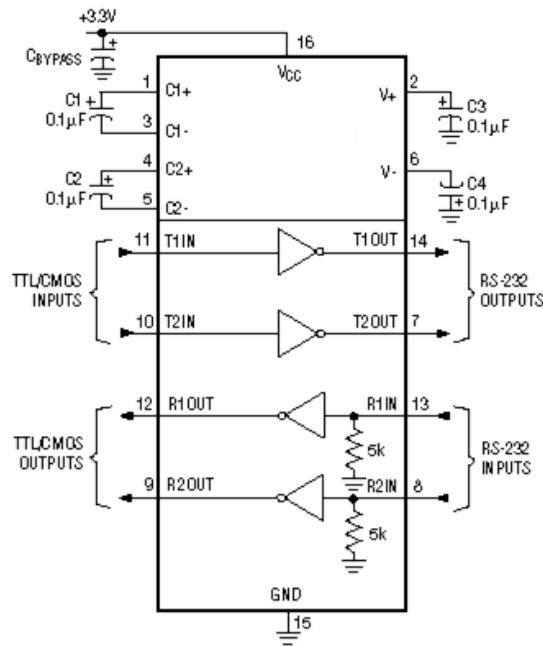 +3.3V
16
CBYPASS
+
VCC
1
C1+
V+
2
C1
+
0.1µF
+
C3
0.1µF
3
C1-
4
C2+
V-
6
C2
+
0.1µF
C4
+
0.1µF
5
C2-
11
T1IN
T1OUT
14
TTL/CMOS
INPUTS
RS-232
OUTPUTS
10
T2IN
T2OUT
7
12
R1OUT
R1IN
13
TTL/CMOS
OUTPUTS
5k
RS-232
INPUTS
9
R2OUT
R2IN
8
5k
GND
15